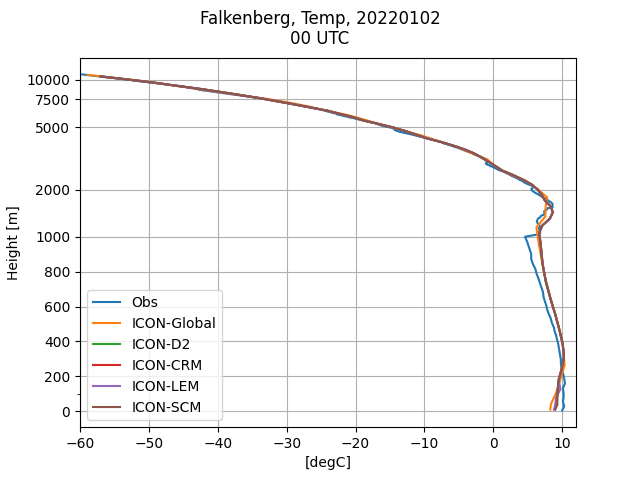 Falkenberg, Temp, 20220102
00 UTC
10000
7500
5000
2000
1000
800
600
400
200
0
Height [m]
Obs
ICON-Global
ICON-D2
ICON-CRM
ICON-LEM
ICON-SCM
−60 −50 −40 −30 −20 −10 0 10
[degC]